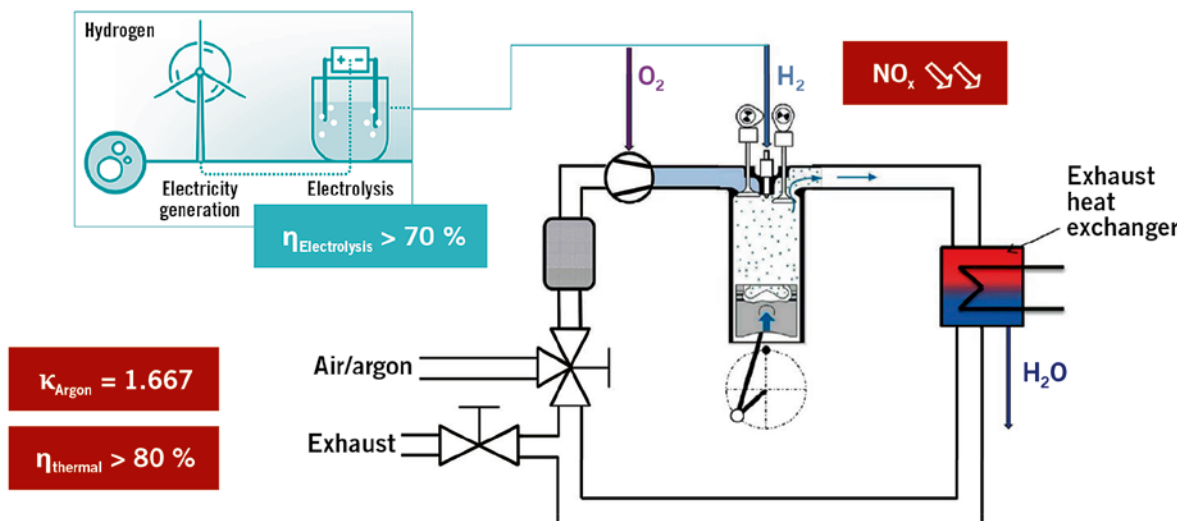 Hydrogen
Electricity
generation
Electrolysis
η Electrolysis > 70 %
O₂
H₂
NOₓ
Exhaust
heat
exchanger
Air/argon
κArgon = 1.667
H₂O
Exhaust
ηthermal > 80 %
+ -